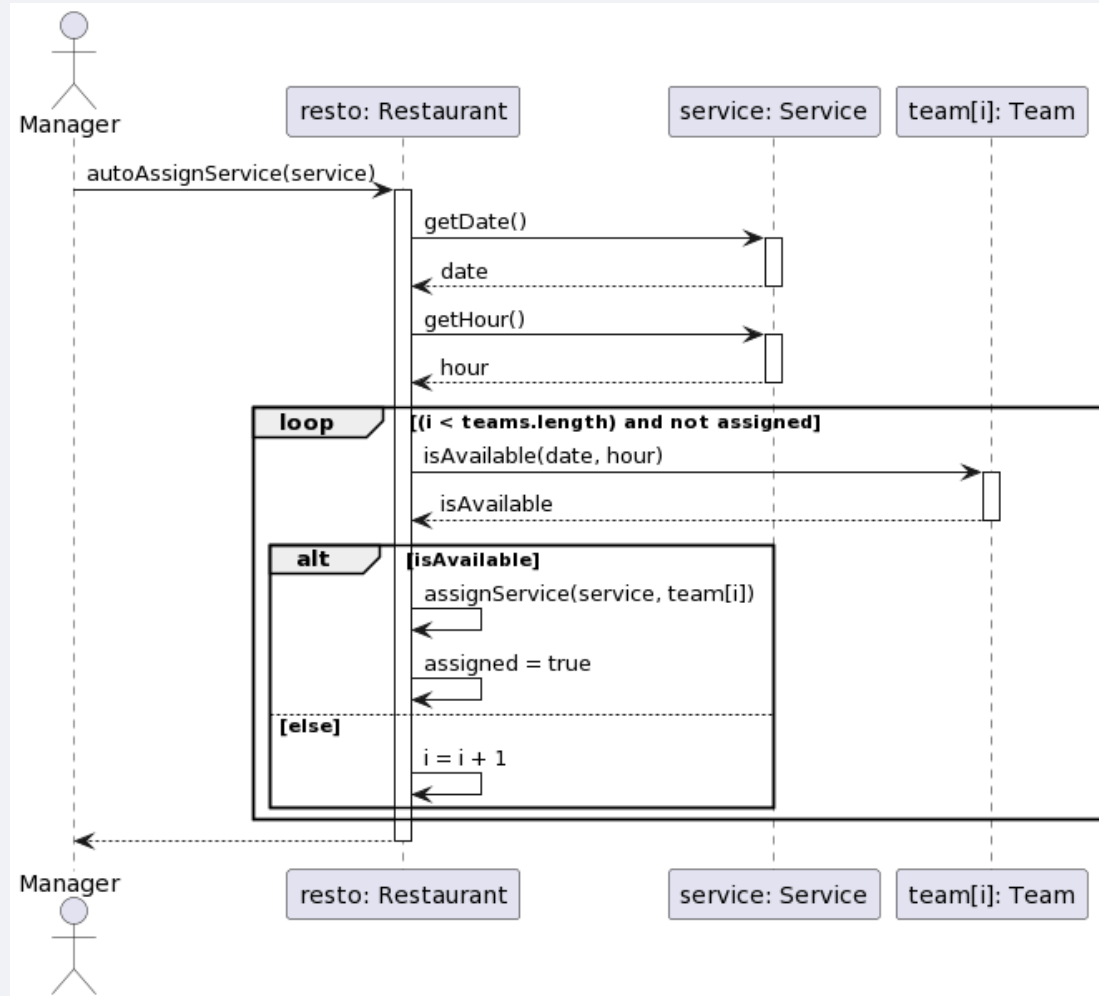 Manager
resto: Restaurant
service: Service
team[i]: Team
autoAssignService(service)
getDate()
date
getHour()
hour
loop
[(i < teams.length) and not assigned]
isAvailable(date, hour)
isAvailable
alt
[isAvailable]
assignService(service, team[i])
assigned = true
[else]
i = i + 1
Manager
resto: Restaurant
service: Service
team[i]: Team